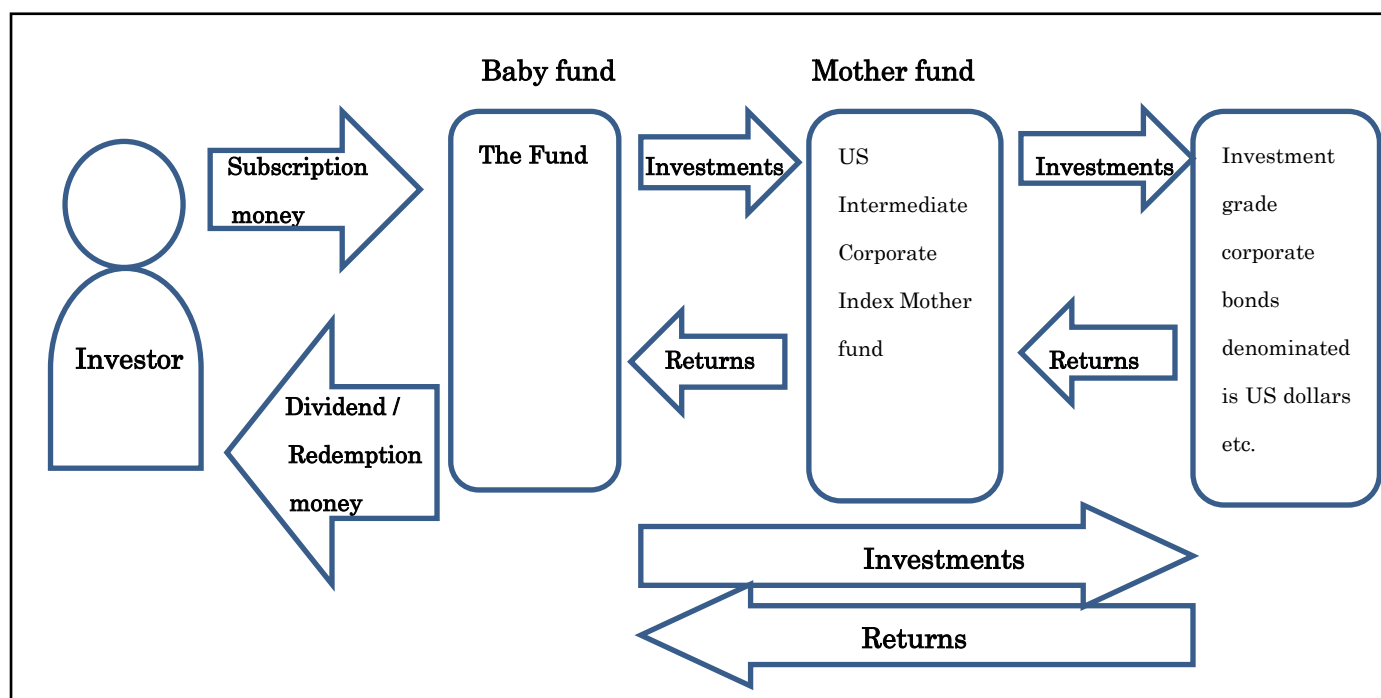 Baby fund
Mother fund
Investor
Subscription
money
Dividend /
Redemption
money
The Fund
Investments
Returns
US
Intermediate
Corporate
Index Mother
fund
Investments
Returns
Investment
grade
corporate
bonds
denominated
is US dollars
etc.
Investments
Returns